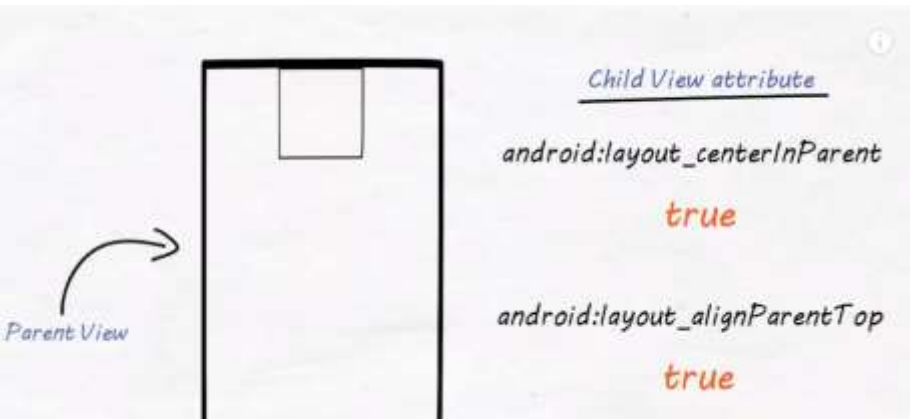 Child View attribute
android:layout_centerInParent
true
Parent View
android:layout_alignParentTop
true